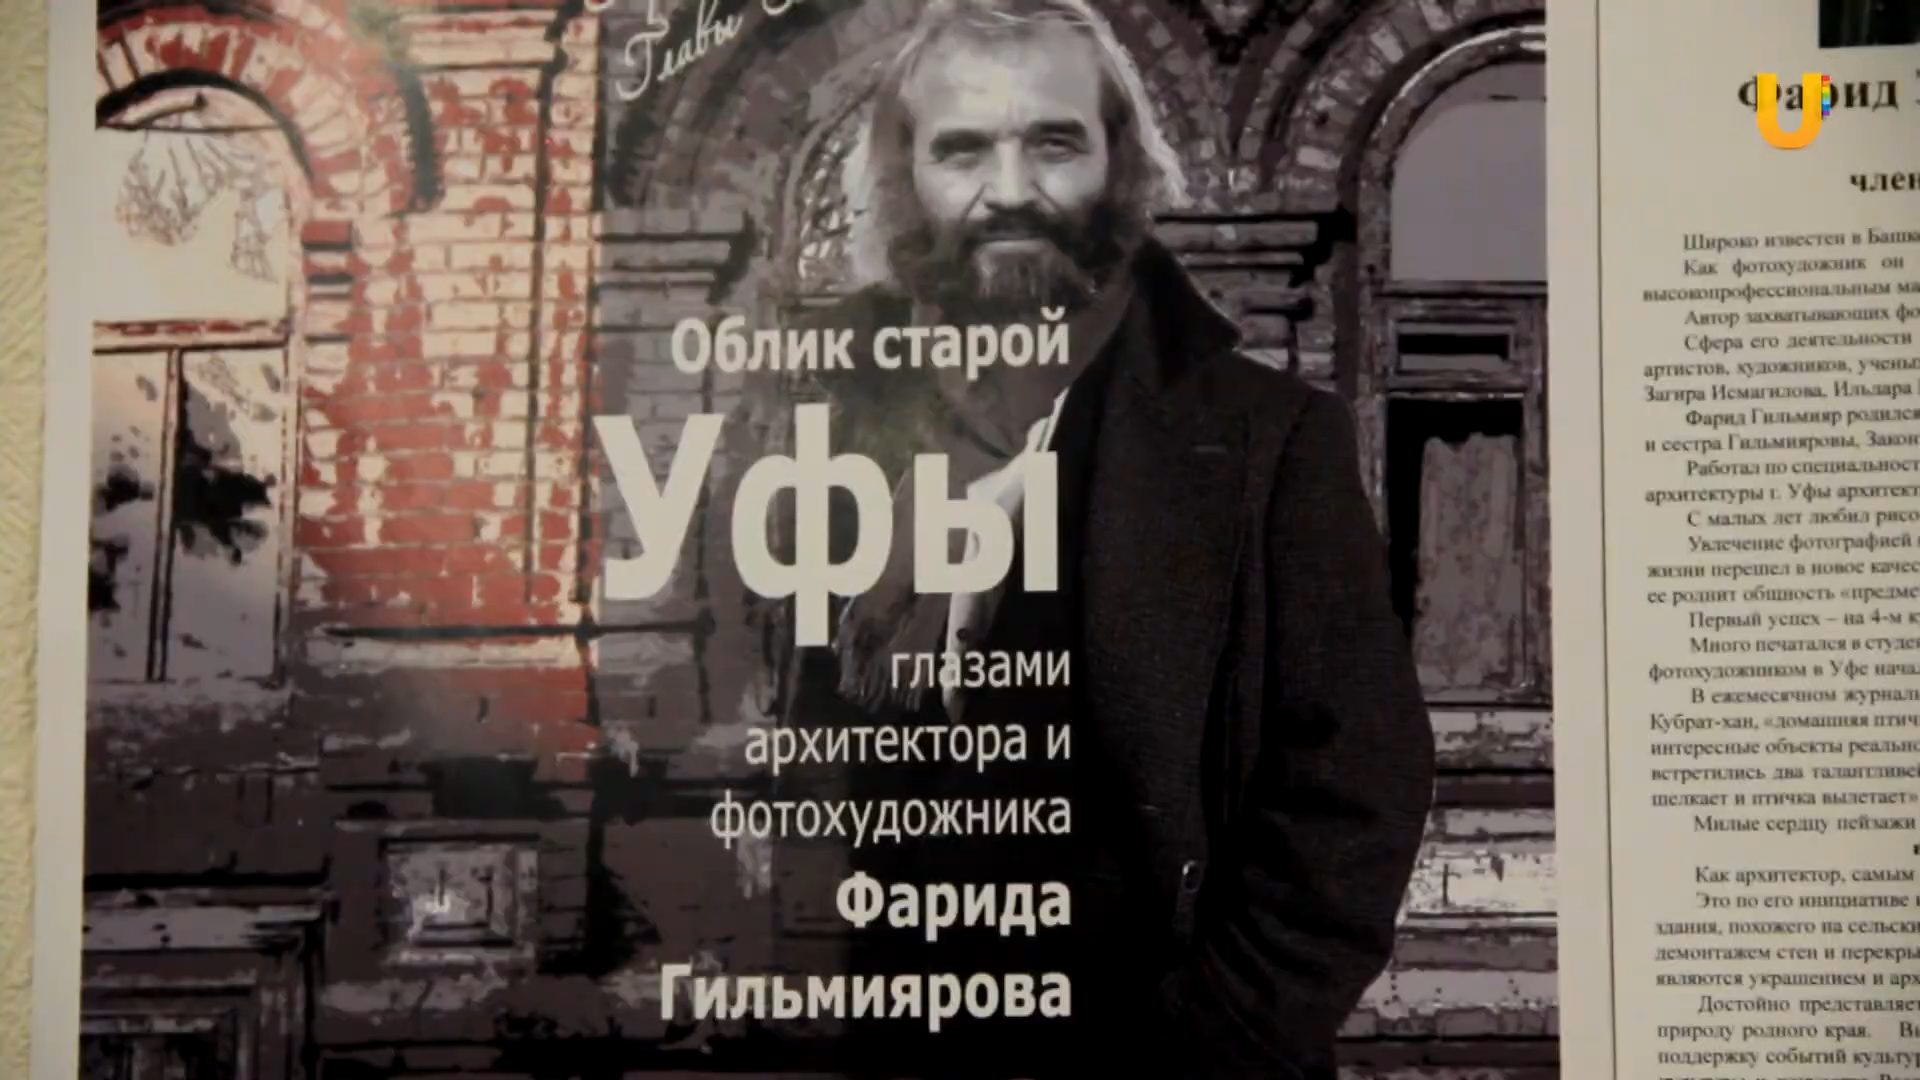 Главы
Облик старой
Уфы
глазами
архитектора и
фотохудожника
Фарида
Гильмиярова
U
Фарид
член
Широко известен в
Как фотохудожник он
высокопрофессиональным
Автор захватывающих
Сфера его деятельности
артистов, художников,
Загира Исмагилова, Ильдара
Фарид Гильмияр родился
и сестра Гильмияровы,
Работал по
архитектуры г. Уфы
С малых лет любил
Увлечение фотографией
жизни перешел в новое
ее роднит общность
Первый успех – на 4-м
Много печатался в
фотохудожником в Уфе
В ежемесячном
Кубрат-хан, «домашняя
интересные объекты
встретились два
щелкает и птичка вылетает»
Милые сердцу пейзажи
Как архитектор, самым
Это по его инициативе
здания, похожего на
демонтажем стен и
являются украшением и
Достойно
природу родного края.
поддержку событий